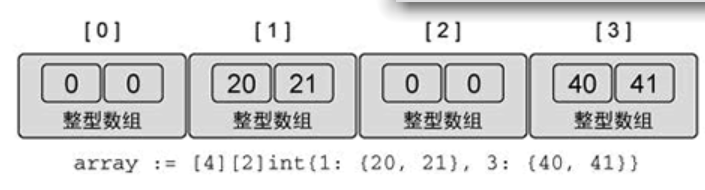 [0] [1] [2] [3]
0 0 20 21 0 0 40 41
整型数组 整型数组 整型数组 整型数组
array := [4][2]int{1: {20, 21}, 3: {40, 41}}